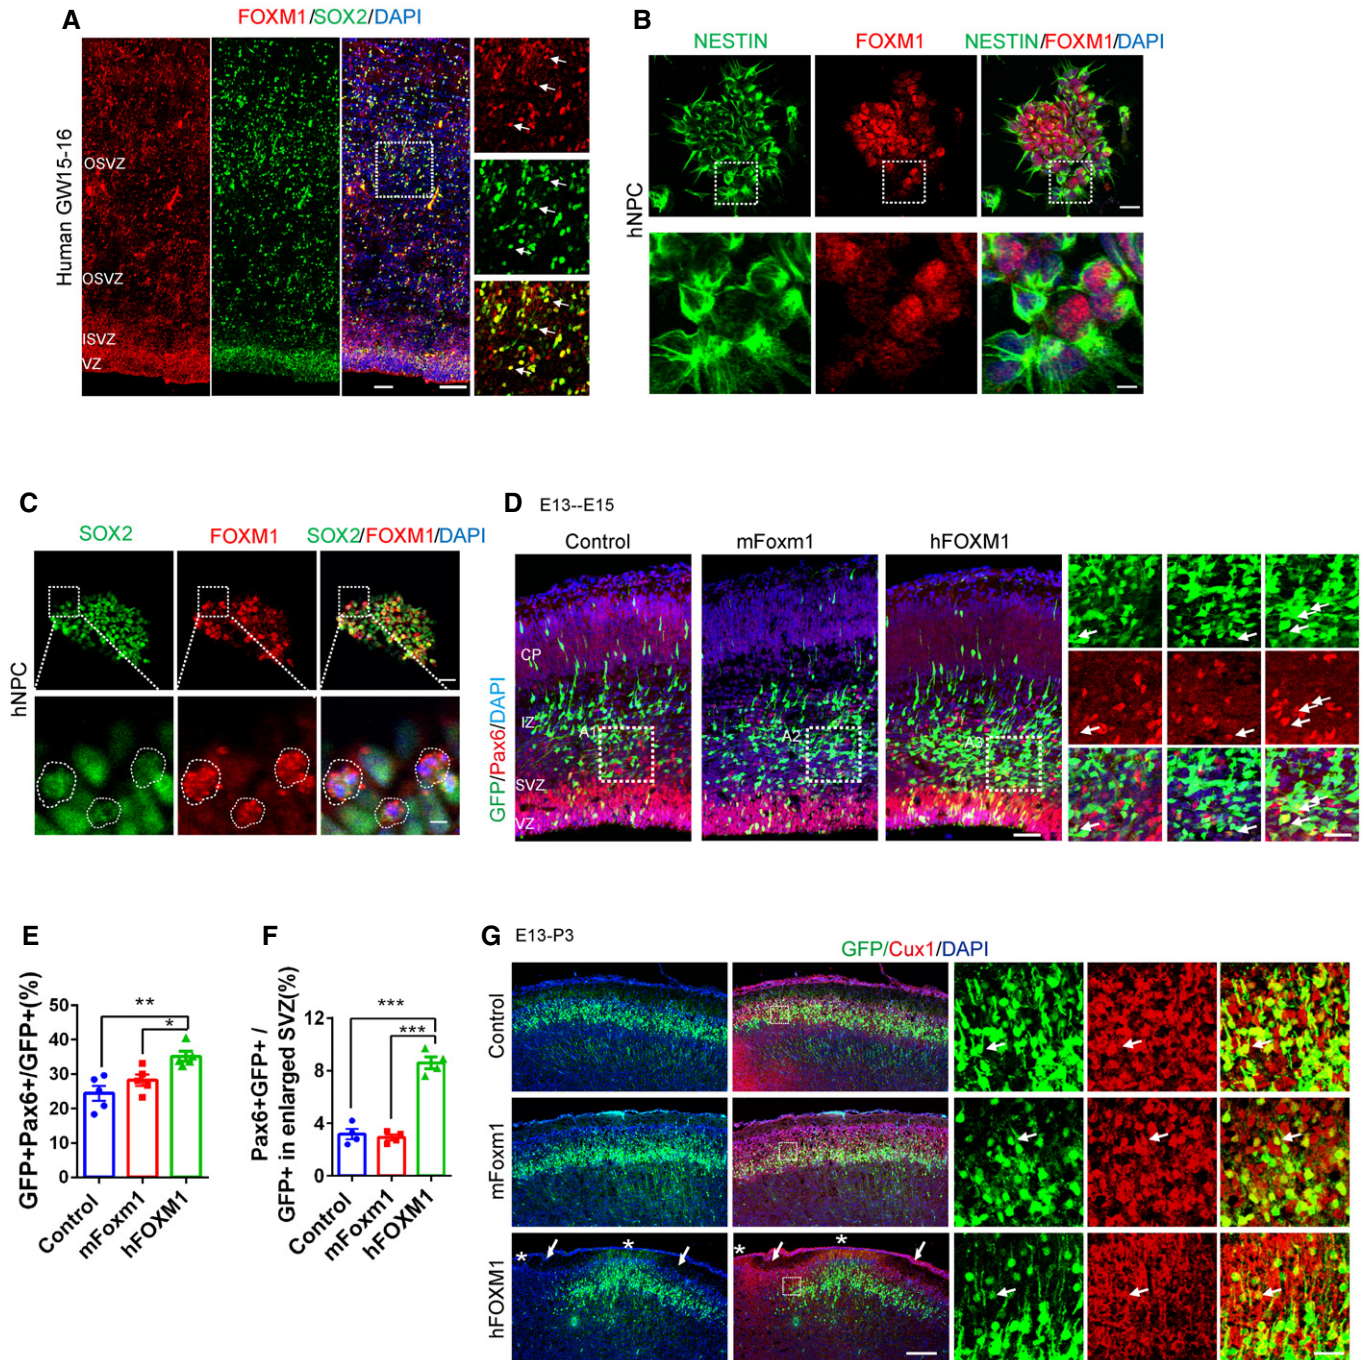 A
FOXM1/SOX2/DAPI
Human GW15-16
OSVZ
OSVZ
ISVZ
VZ
B
NESTIN
FOXM1
NESTIN/FOXM1/DAPI
hNPC
C
SOX2
FOXM1
SOX2/FOXM1/DAPI
hNPC
D
E13--E15
Control
mFoxm1
hFOXM1
GFP/Pax6/DAPI
CP
IZ
A1
A2
SVZ
VZ
E
GFP+Pax6+/GFP+(%)
50
40
30
20
10
0
**
*
Control
mFoxm1
hFOXM1
F
Pax6+GFP+ /
GFP+ in enlarged SVZ(%)
12
8
4
0
***
***
Control
mFoxm1
hFOXM1
G
E13-P3
GFP/Cux1/DAPI
Control
mFoxm1
hFOXM1
*
*
*
*